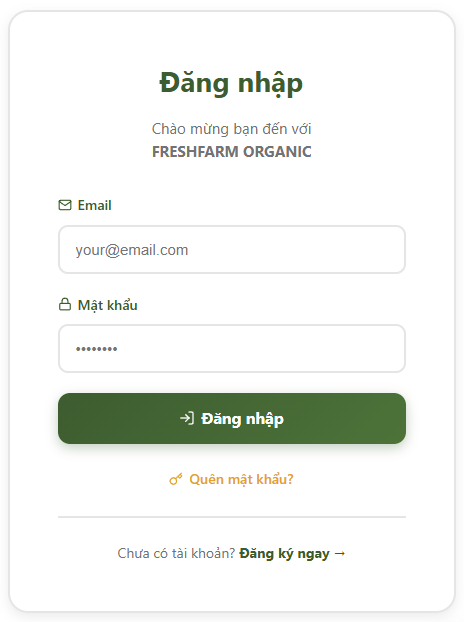 Đăng nhập
Chào mừng bạn đến với
FRESHFARM ORGANIC
Email
your@email.com
Mật khẩu
••••••••
Đăng nhập
Quên mật khẩu?
Chưa có tài khoản? Đăng ký ngay →